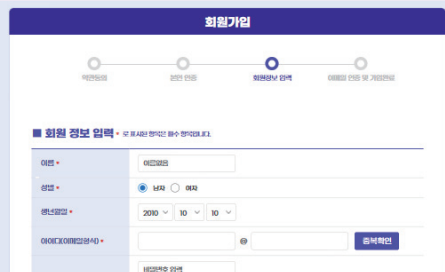 회원가입
약관동의
본인 인증
회원정보 입력
이메일 인증 및 가입완료
■ 회원 정보 입력 * 로 표시된 항목은 필수 항목입니다.
이름 * 이름없음
성별 * 남자 여자
생년월일 * 2010 10 10
아이디(이메일형식) * @ 중복확인
비밀번호 입력